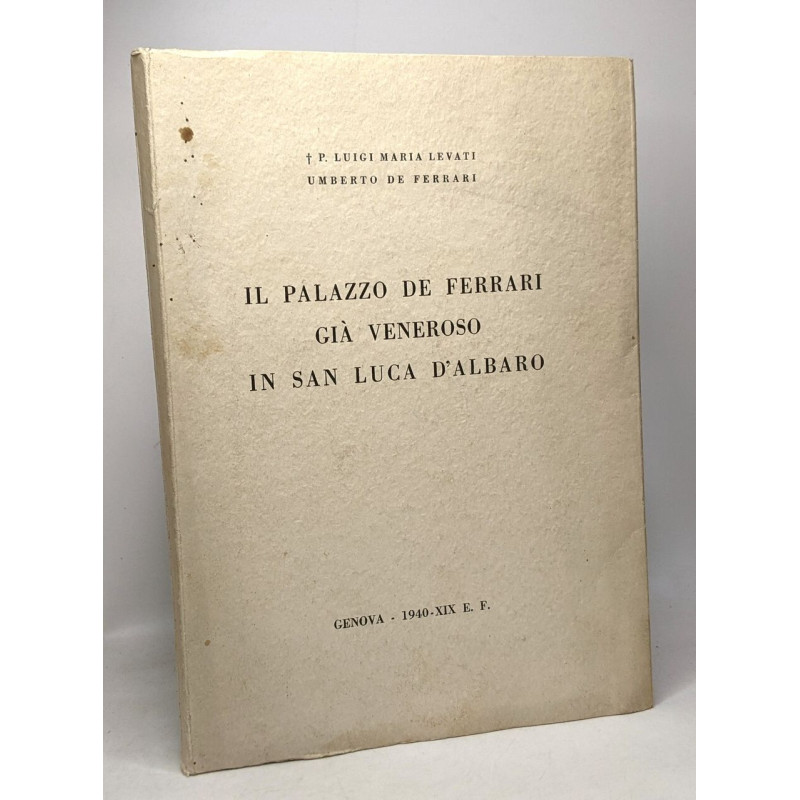 † P. LUIGI MARIA LEVATI
UMBERTO DE FERRARI
IL PALAZZO DE FERRARI
GIÀ VENEROSO
IN SAN LUCA D'ALBARO
GENOVA - 1940-XIX E. F.